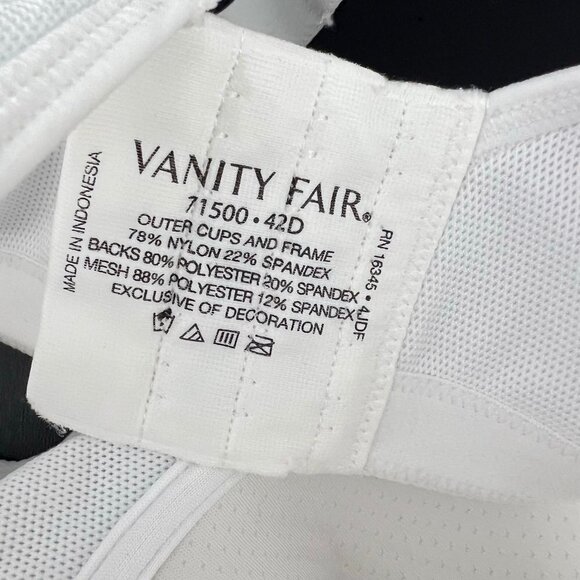 VANITY FAIR®
71500 • 42D
OUTER CUPS AND FRAME
78% NYLON 22% SPANDEX
BACKS 80% POLYESTER 20% SPANDEX
MESH 88% POLYESTER 12% SPANDEX
EXCLUSIVE OF DECORATION
MADE IN INDONESIA
RN 16345 • 4JDF